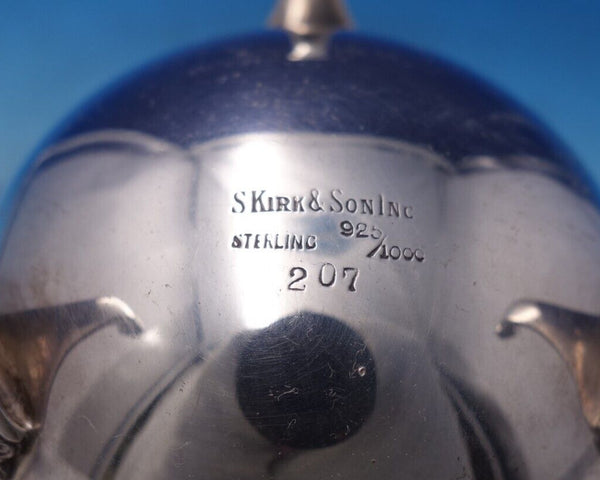 S KIRK & SON INC
STERLING 925/1000
207